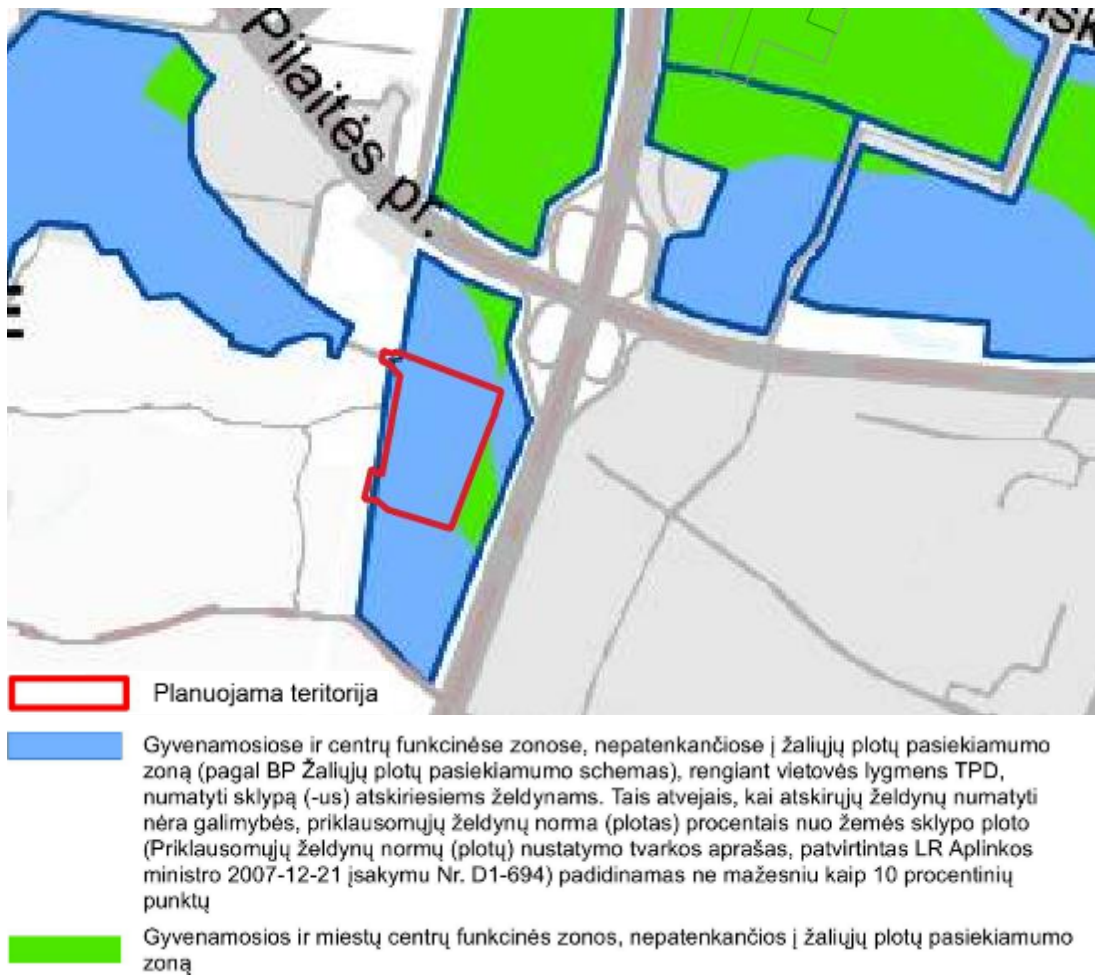 Pilaitės pr.
Planuojama teritorija
Gyvenamosiose ir centrų funkcinėse zonose, nepatenkančiose į žaliųjų plotų pasiekiamumo
zoną (pagal BP Žaliųjų plotų pasiekiamumo schemas), rengiant vietovės lygmens TPD,
numatyti sklypą (-us) atskiriesiems želdynams. Tais atvejais, kai atskirųjų želdynų numatyti
nėra galimybės, priklausomųjų želdynų norma (plotas) procentais nuo žemės sklypo ploto
(Priklausomųjų želdynų normų (plotų) nustatymo tvarkos aprašas, patvirtintas LR Aplinkos
ministro 2007-12-21 įsakymu Nr. D1-694) padidinamas ne mažesniu kaip 10 procentinių
punktų
Gyvenamosios ir miestų centrų funkcinės zonos, nepatenkančios į žaliųjų plotų pasiekiamumo
zoną